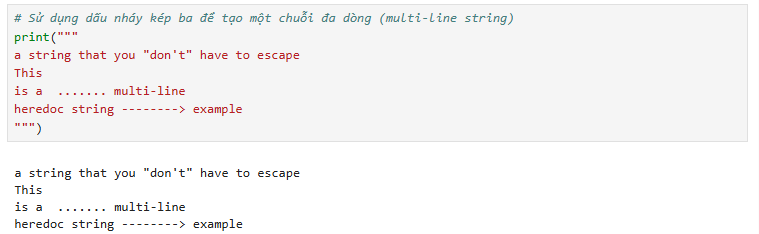 # Sử dụng dấu nháy kép ba để tạo một chuỗi đa dòng (multi-line string)
print("""
a string that you "don't" have to escape
This
is a  ....... multi-line
heredoc string --------> example
""")
a string that you "don't" have to escape
This
is a  ....... multi-line
heredoc string --------> example